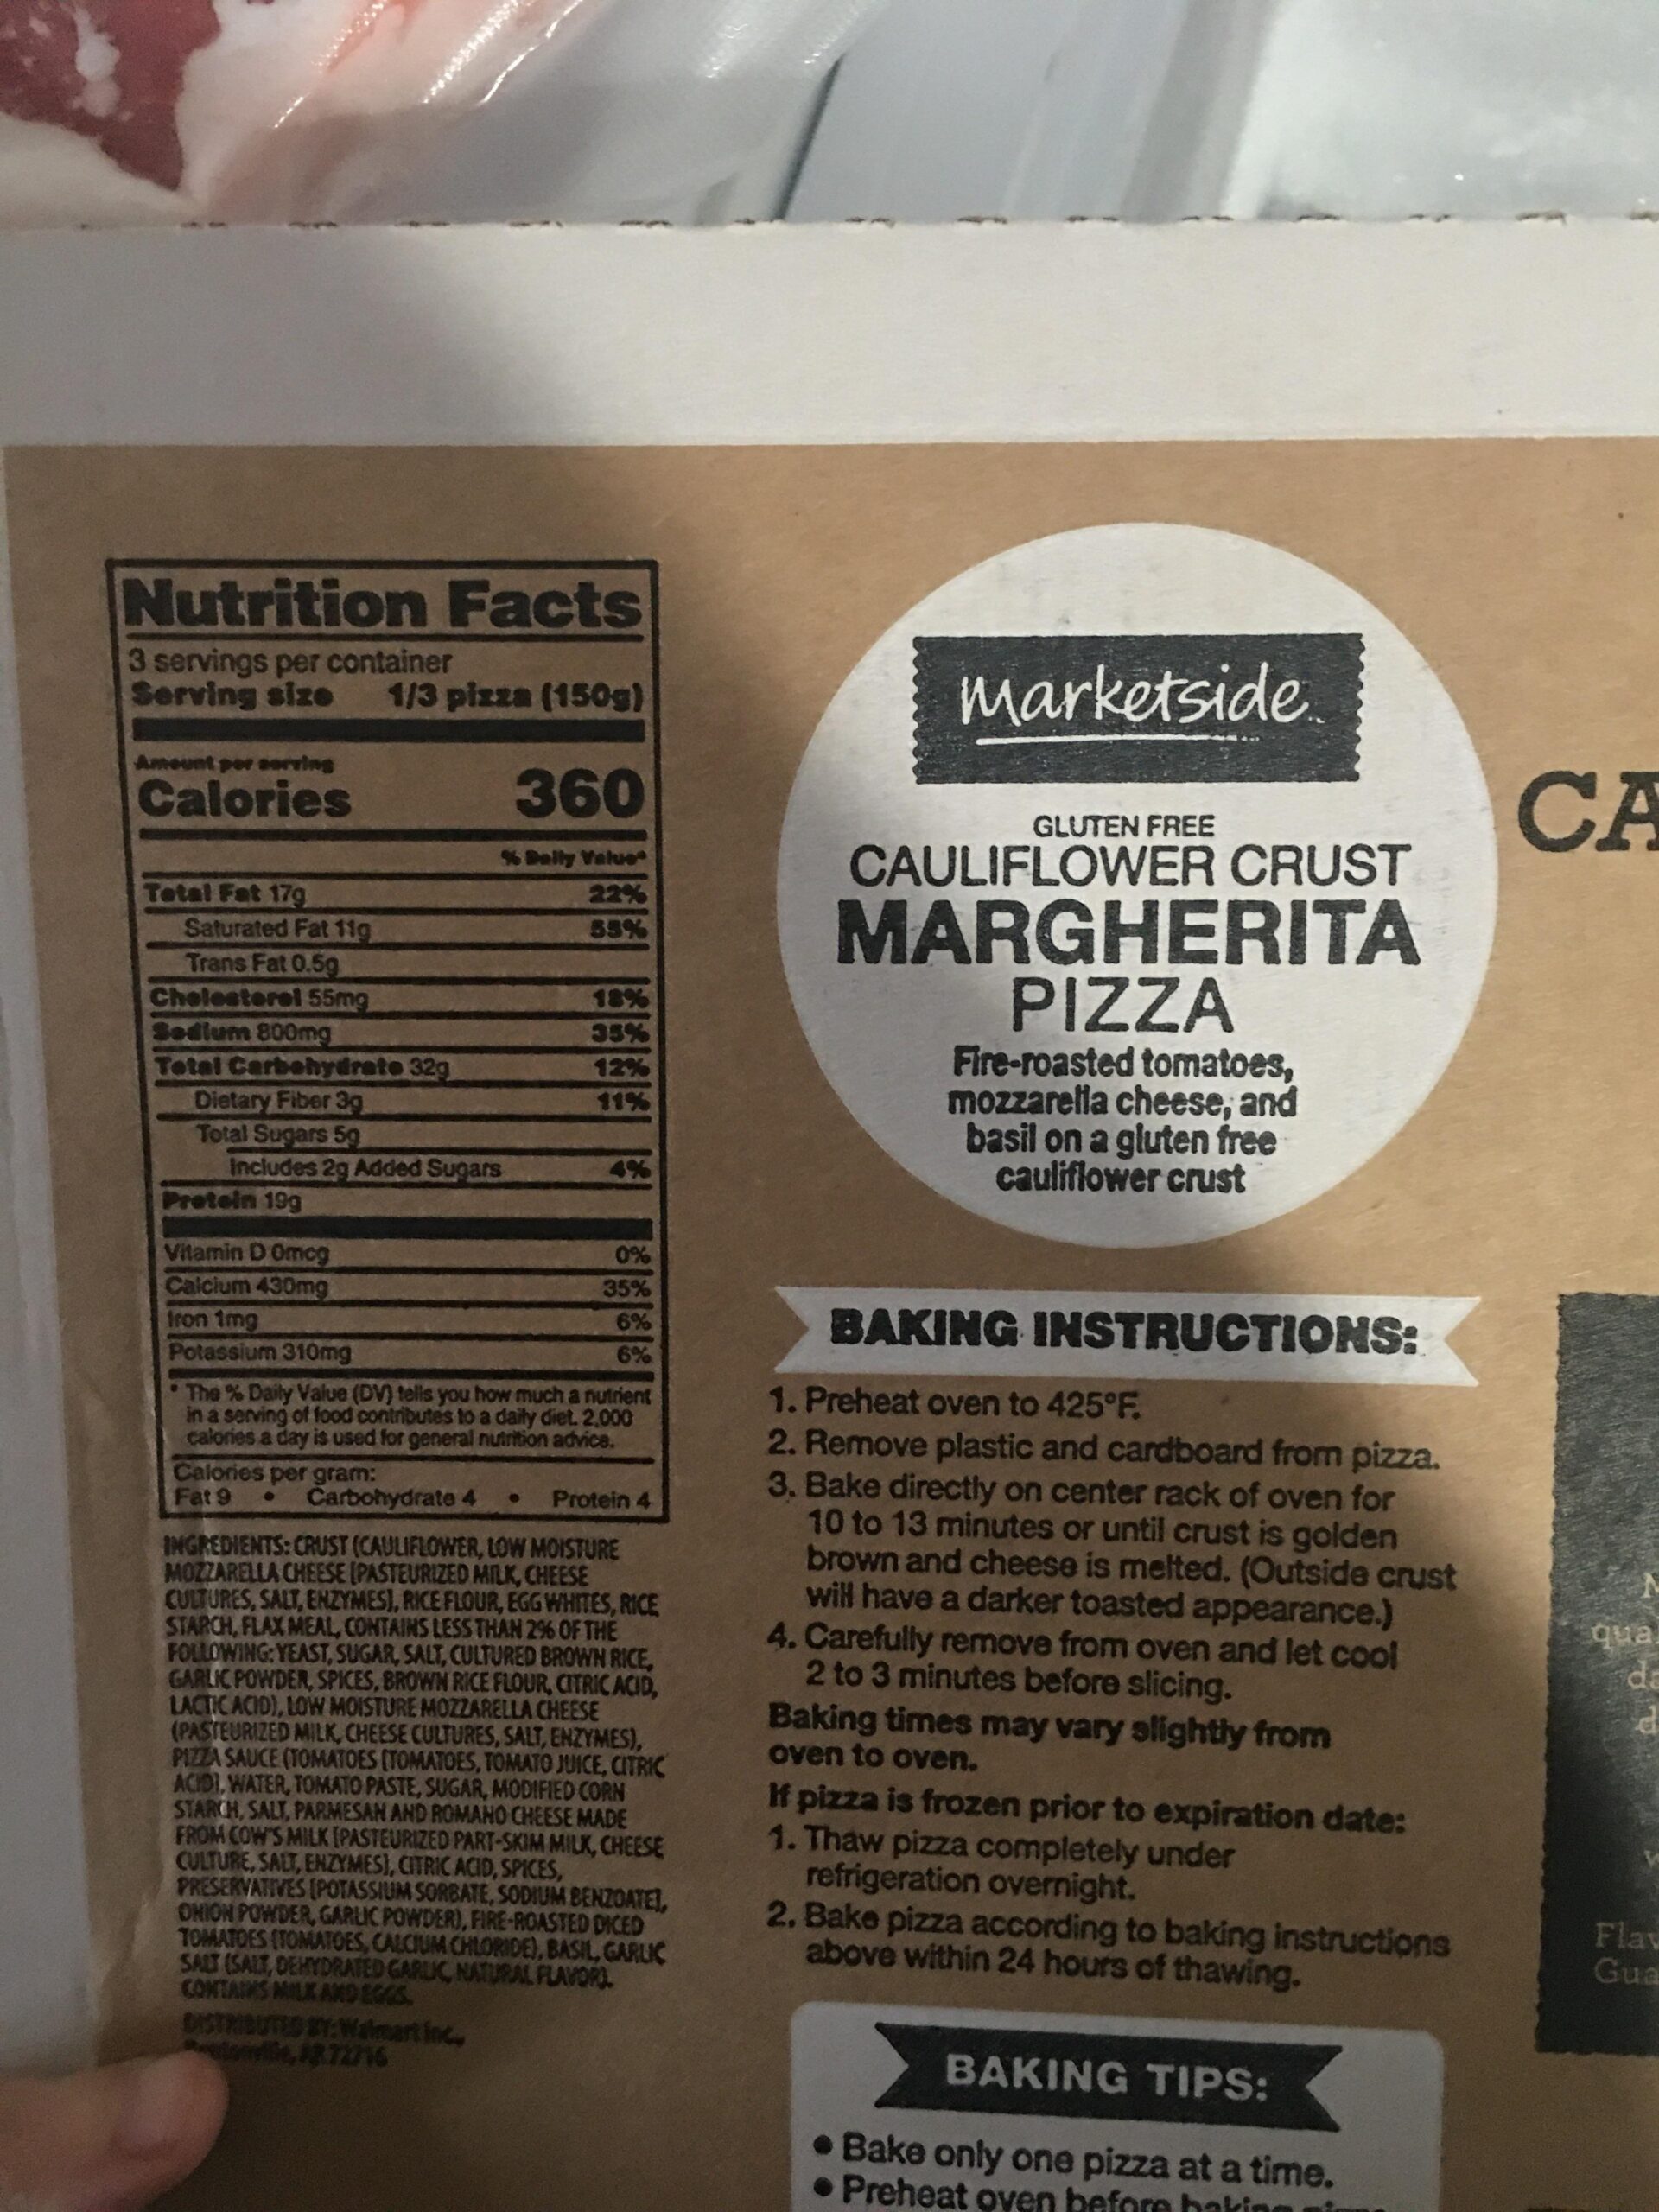 Nutrition Facts
3 servings per container
Serving size 1/3 pizza (150g)
Amount per serving
Calories 360
% Daily Value*
Total Fat 17g 22%
Saturated Fat 11g 55%
Trans Fat 0.5g
Cholesterol 55mg 18%
Sodium 800mg 35%
Total Carbohydrate 32g 12%
Dietary Fiber 3g 11%
Total Sugars 5g
Includes 2g Added Sugars 4%
Protein 19g
Vitamin D 0mcg 0%
Calcium 430mg 35%
Iron 1mg 6%
Potassium 310mg 6%
* The % Daily Value (DV) tells you how much a nutrient
in a serving of food contributes to a daily diet. 2,000
calories a day is used for general nutrition advice.
Calories per gram:
Fat 9 • Carbohydrate 4 • Protein 4
INGREDIENTS: CRUST (CAULIFLOWER, LOW MOISTURE
MOZZARELLA CHEESE [PASTEURIZED MILK, CHEESE
CULTURES, SALT, ENZYMES], RICE FLOUR, EGG WHITES, RICE
STARCH, FLAX MEAL, CONTAINS LESS THAN 2% OF THE
FOLLOWING: YEAST, SUGAR, SALT, CULTURED BROWN RICE,
GARLIC POWDER, SPICES, BROWN RICE FLOUR, CITRIC ACID,
LACTIC ACID), LOW MOISTURE MOZZARELLA CHEESE
(PASTEURIZED MILK, CHEESE CULTURES, SALT, ENZYMES),
PIZZA SAUCE (TOMATOES [TOMATOES, TOMATO JUICE, CITRIC
ACID], WATER, TOMATO PASTE, SUGAR, MODIFIED CORN
STARCH, SALT, PARMESAN AND ROMANO CHEESE MADE
FROM COW'S MILK [PASTEURIZED PART-SKIM MILK, CHEESE
CULTURE, SALT, ENZYMES], CITRIC ACID, SPICES,
PRESERVATIVES [POTASSIUM SORBATE, SODIUM BENZOATE],
ONION POWDER, GARLIC POWDER), FIRE-ROASTED DICED
TOMATOES (TOMATOES, CALCIUM CHLORIDE), BASIL, GARLIC
SALT (SALT, DEHYDRATED GARLIC, NATURAL FLAVOR).
CONTAINS MILK AND EGGS.
DISTRIBUTED BY: Walmart Inc.,
Bentonville, AR 72716
marketside
GLUTEN FREE
CAULIFLOWER CRUST
MARGHERITA
PIZZA
Fire-roasted tomatoes,
mozzarella cheese, and
basil on a gluten free
cauliflower crust
BAKING INSTRUCTIONS:
1. Preheat oven to 425°F.
2. Remove plastic and cardboard from pizza.
3. Bake directly on center rack of oven for
10 to 13 minutes or until crust is golden
brown and cheese is melted. (Outside crust
will have a darker toasted appearance.)
4. Carefully remove from oven and let cool
2 to 3 minutes before slicing.
Baking times may vary slightly from
oven to oven.
If pizza is frozen prior to expiration date:
1. Thaw pizza completely under
refrigeration overnight.
2. Bake pizza according to baking instructions
above within 24 hours of thawing.
BAKING TIPS:
• Bake only one pizza at a time.
• Preheat oven before baking
CA
qua
da
d
Flav
Gua